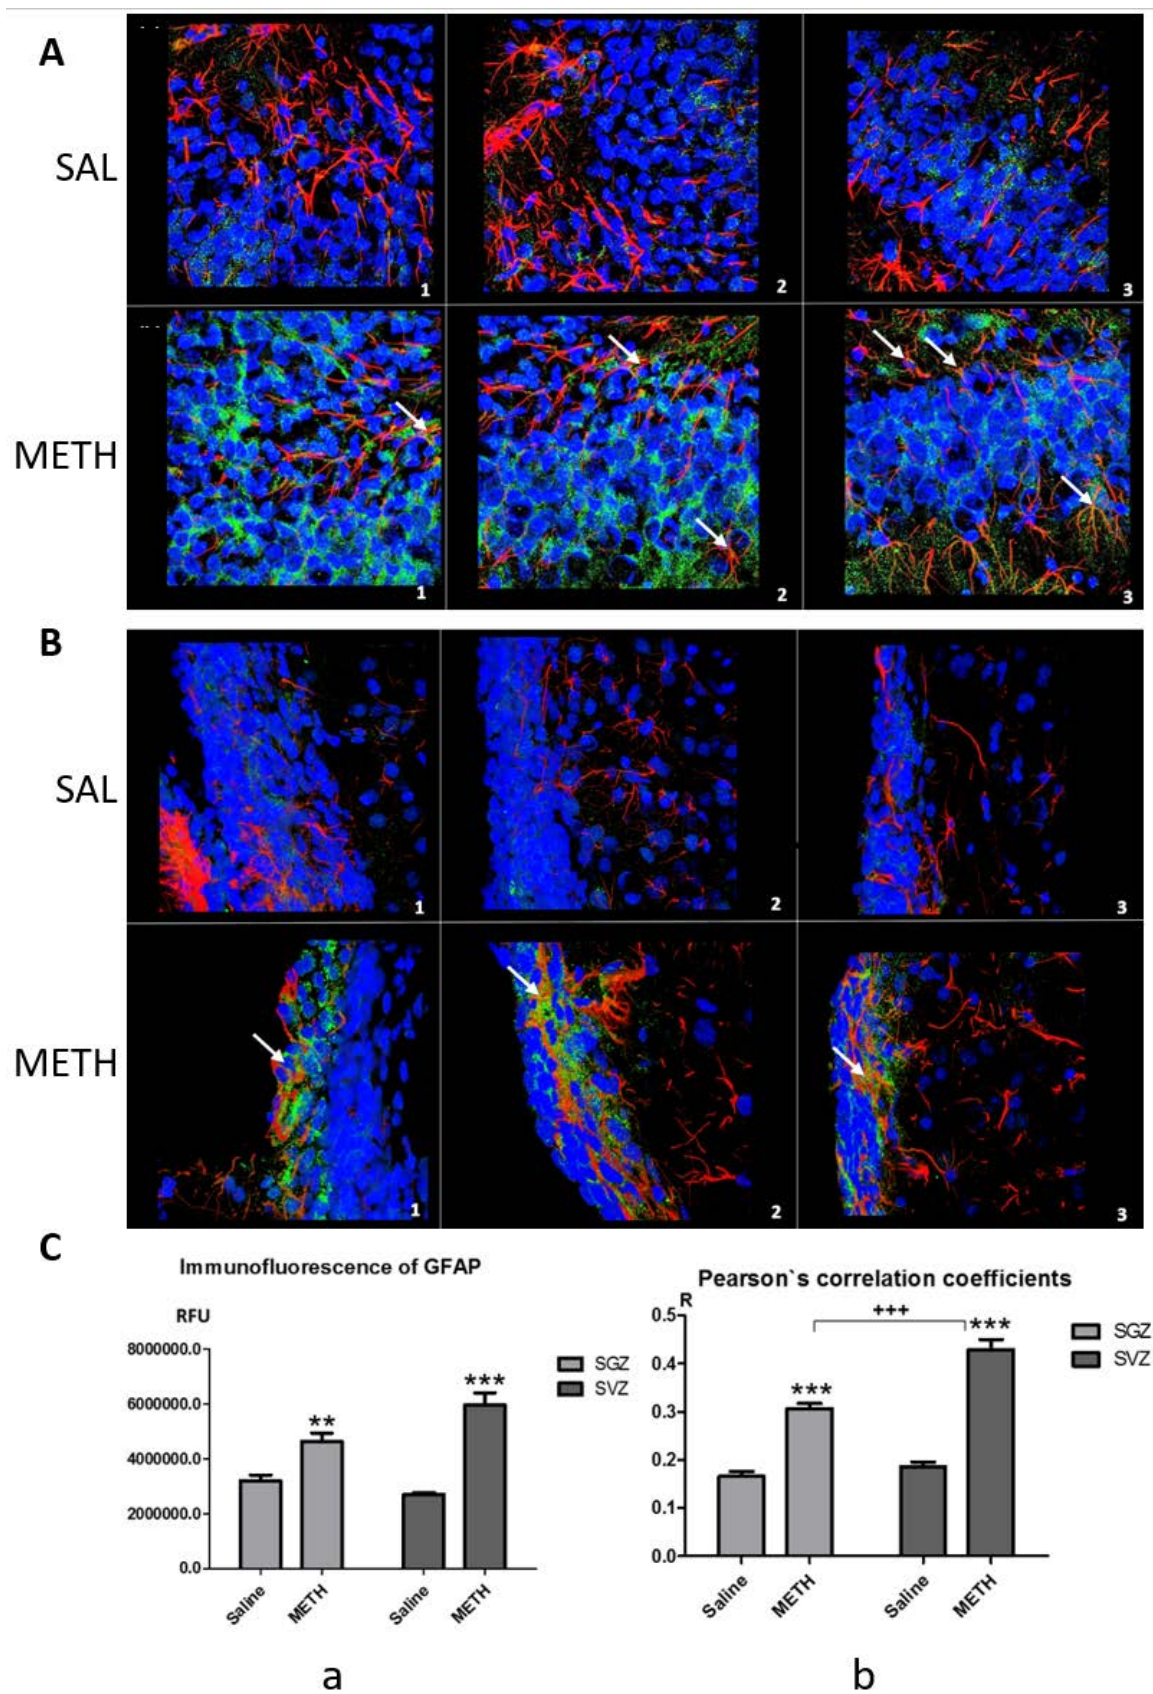 A
SAL
1
2
3
METH
1
2
3
B
SAL
1
2
3
METH
1
2
3
C
Immunofluorescence of GFAP
RFU
8000000.0
6000000.0
4000000.0
2000000.0
0.0
**
***
Saline
METH
Saline
METH
SGZ
SVZ
a
Pearson`s correlation coefficients
R
0.5
0.4
0.3
0.2
0.1
0.0
***
+++
***
Saline
METH
Saline
METH
SGZ
SVZ
b